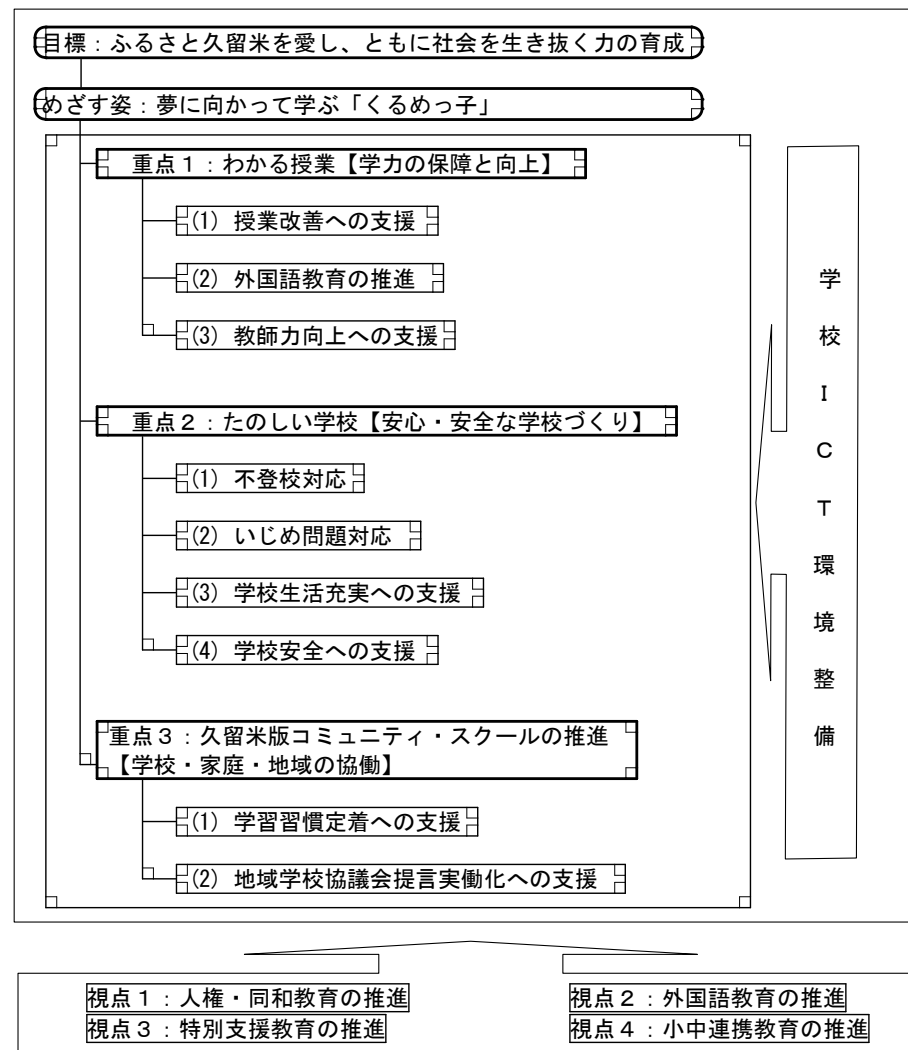 目標：ふるさと久留米を愛し、ともに社会を生き抜く力の育成
めざす姿：夢に向かって学ぶ「くるめっ子」
重点１：わかる授業【学力の保障と向上】
(1) 授業改善への支援
(2) 外国語教育の推進
(3) 教師力向上への支援
重点２：たのしい学校【安心・安全な学校づくり】
(1) 不登校対応
(2) いじめ問題対応
(3) 学校生活充実への支援
(4) 学校安全への支援
重点３：久留米版コミュニティ・スクールの推進
【学校・家庭・地域の協働】
(1) 学習習慣定着への支援
(2) 地域学校協議会提言実働化への支援
学校ＩＣＴ環境整備
視点１：人権・同和教育の推進
視点２：外国語教育の推進
視点３：特別支援教育の推進
視点４：小中連携教育の推進